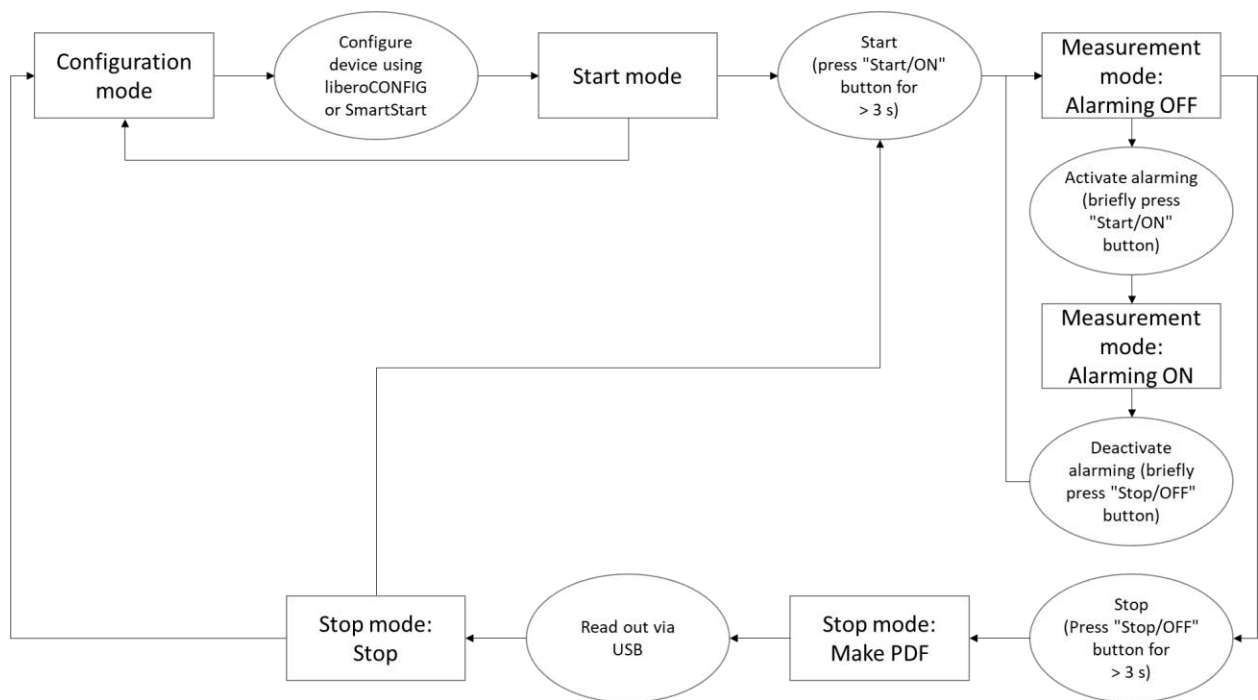 Configuration
mode
Configure
device using
liberoCONFIG
or SmartStart
Start mode
Start
(press "Start/ON"
button for
> 3 s)
Measurement
mode:
Alarming OFF
Activate alarming
(briefly press
"Start/ON"
button)
Measurement
mode:
Alarming ON
Deactivate
alarming (briefly
press "Stop/OFF"
button)
Stop mode:
Stop
Read out via
USB
Stop mode:
Make PDF
Stop
(Press "Stop/OFF"
button for
> 3 s)